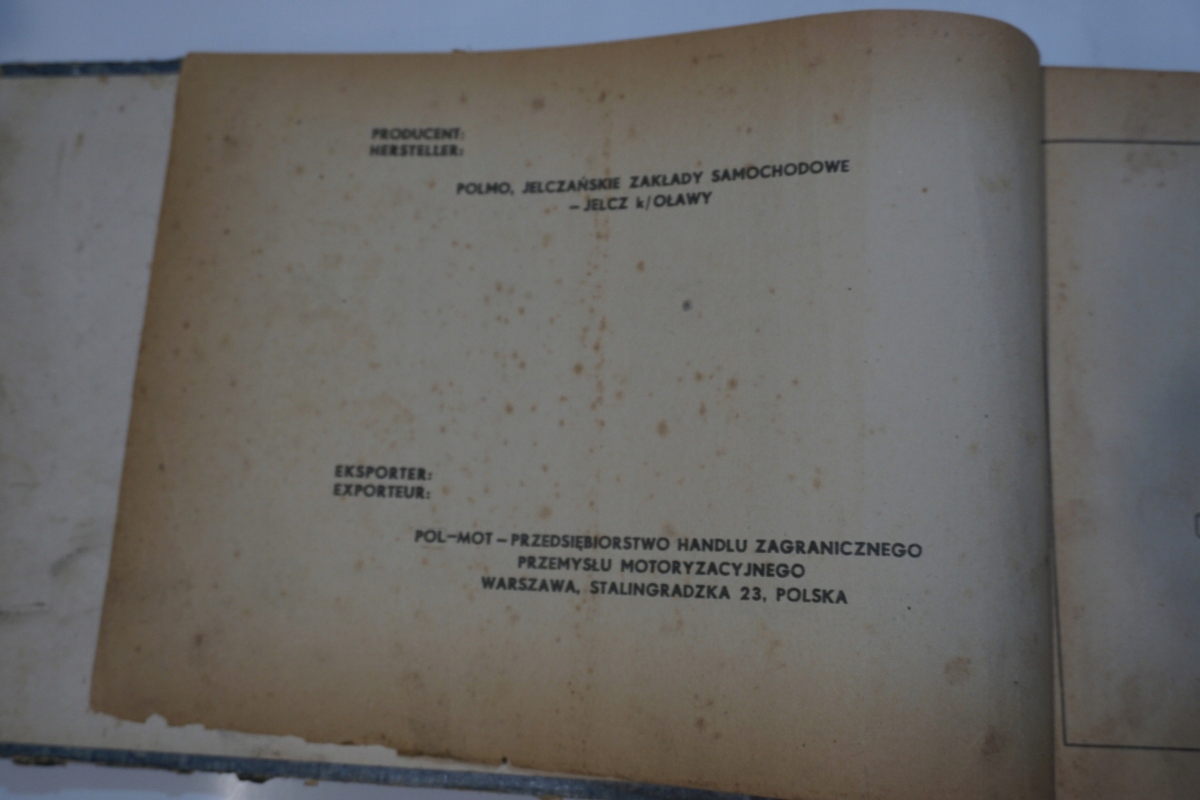 PRODUCENT:
HERSTELLER:
POLMO, JELCZAŃSKIE ZAKŁADY SAMOCHODOWE
– JELCZ k/OŁAWY
EKSPORTER:
EXPORTEUR:
POL–MOT – PRZEDSIĘBIORSTWO HANDLU ZAGRANICZNEGO
PRZEMYSŁU MOTORYZACYJNEGO
WARSZAWA, STALINGRADZKA 23, POLSKA